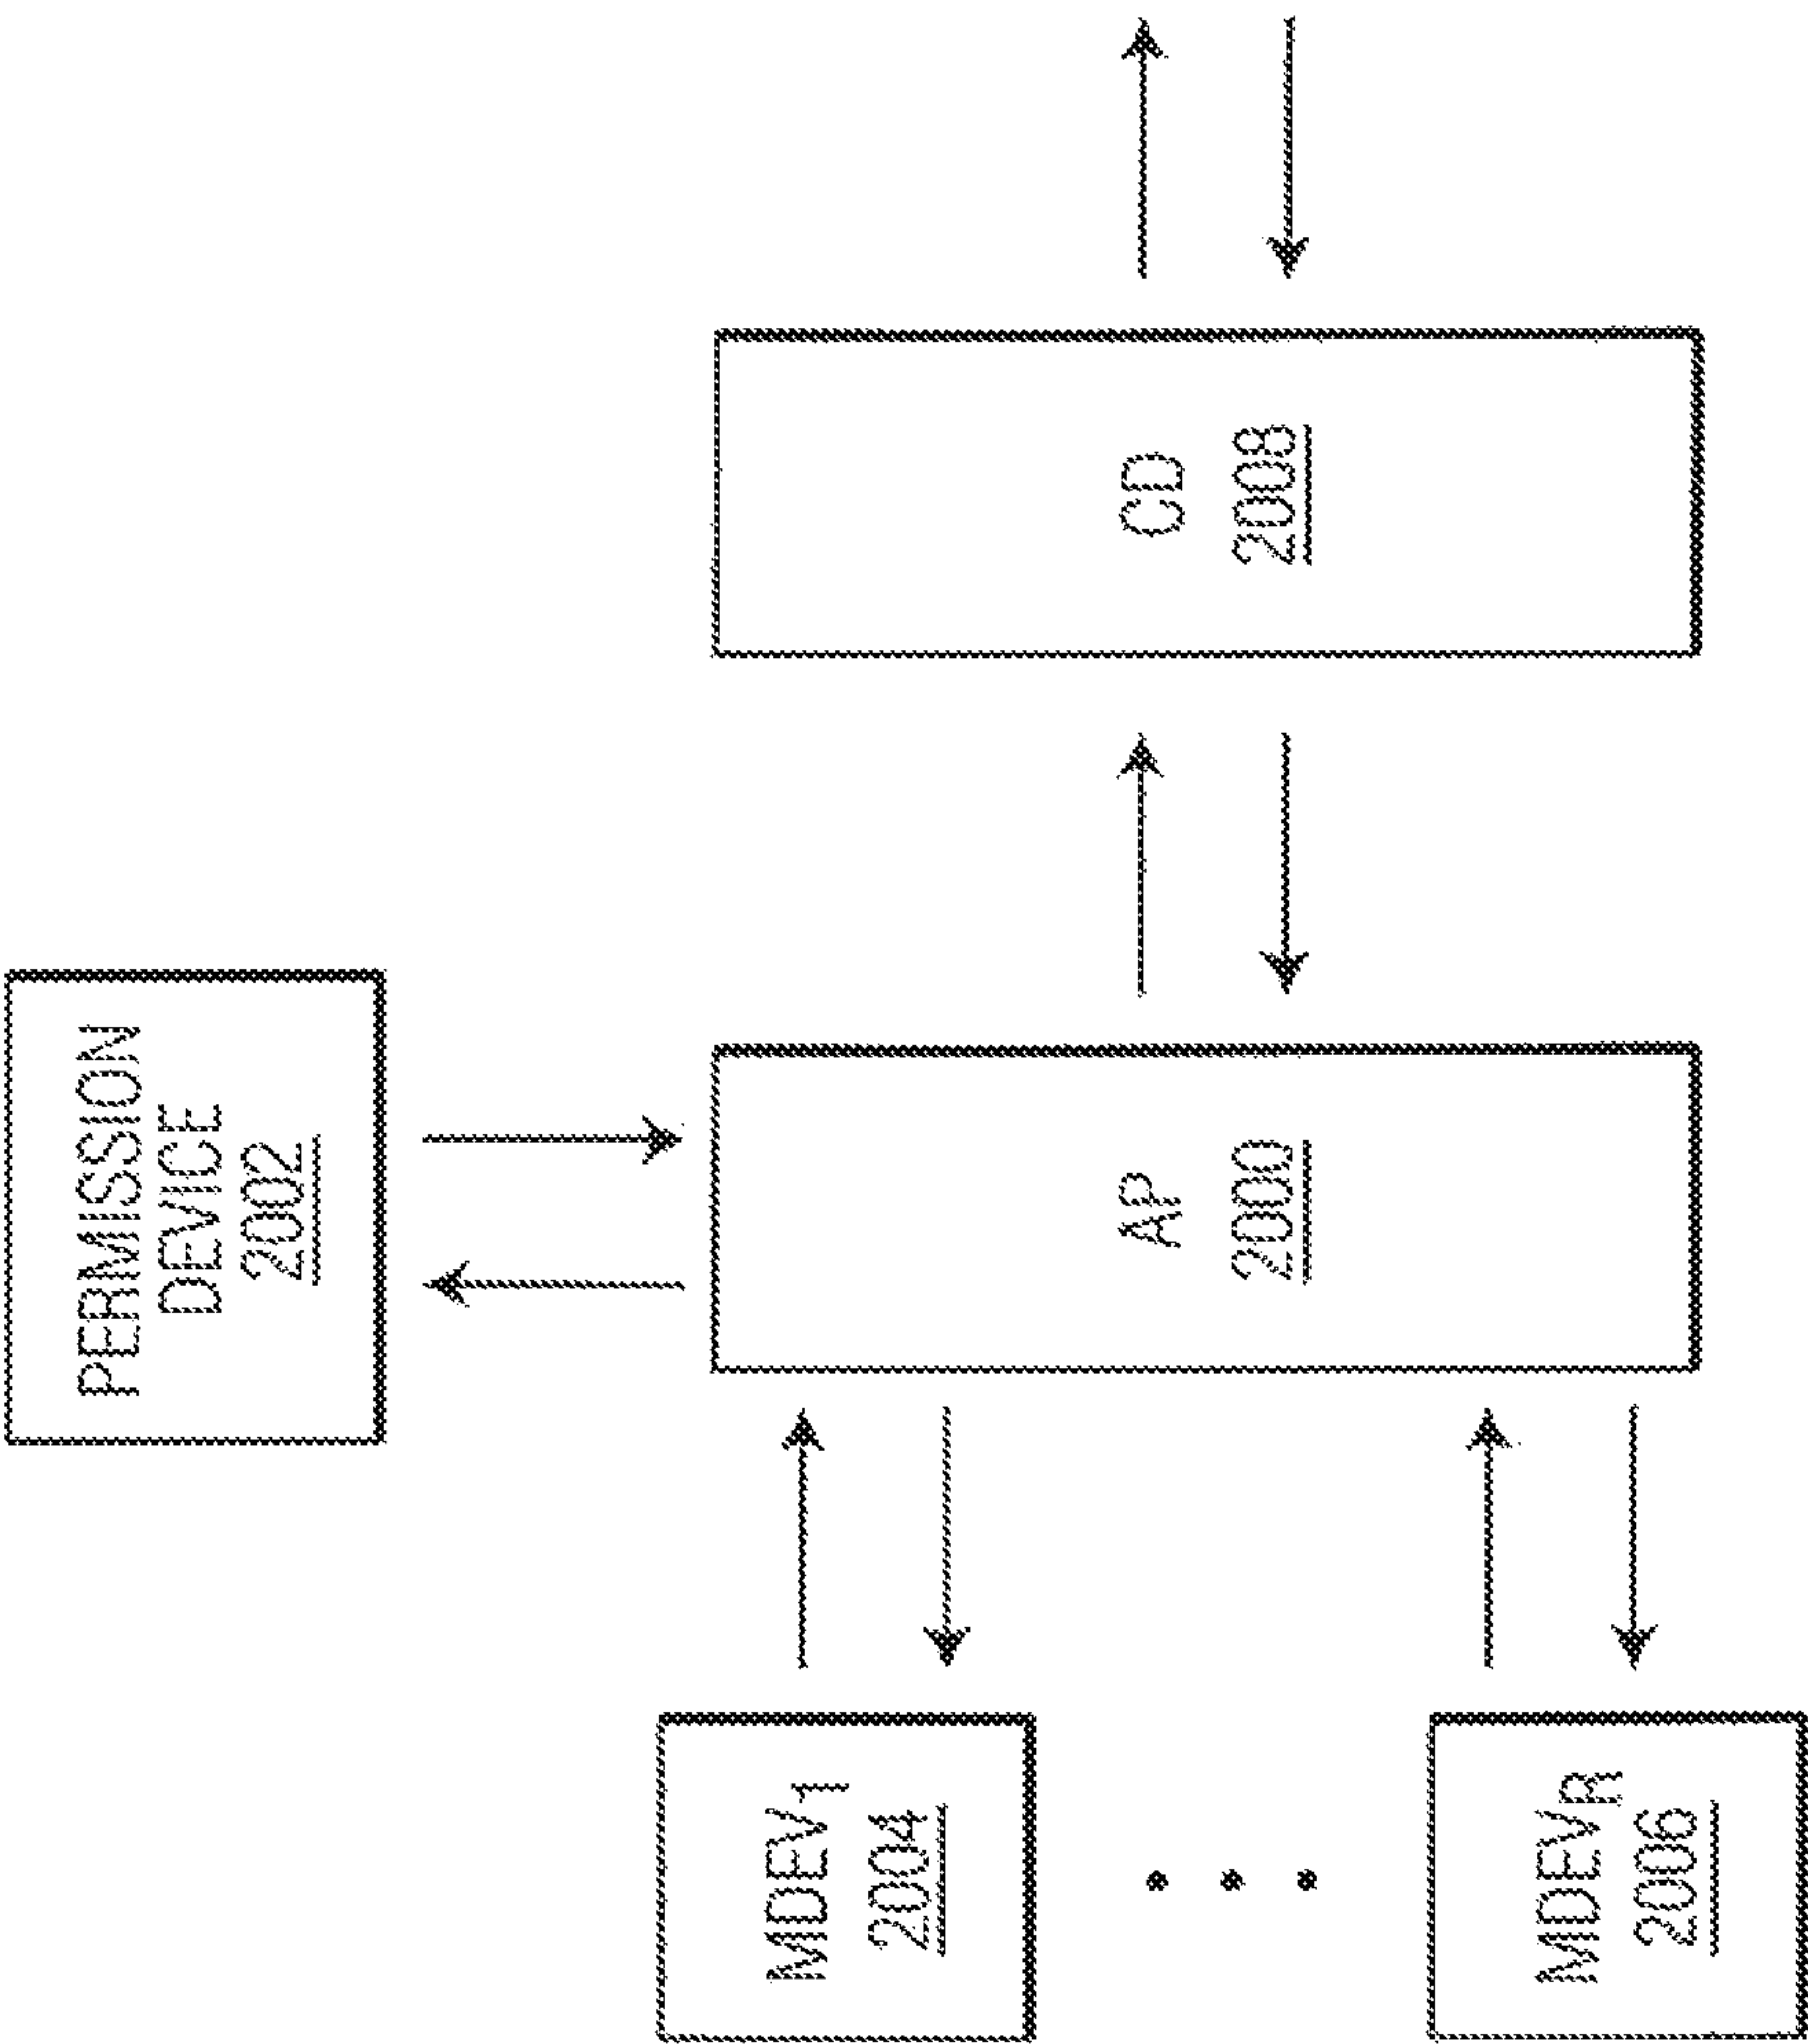 PERMISSION
DEVICE
2002
MDEV1
2004
AP
2000
CD
2008
MDEVR
2006